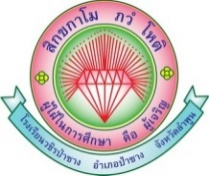 สิกฺขกาโม ภวํ โหติ
ผู้ใฝ่ในการศึกษา คือ ผู้เจริญ
โรงเรียนวชิรป่าซาง อำเภอป่าซาง จังหวัดลำพูน